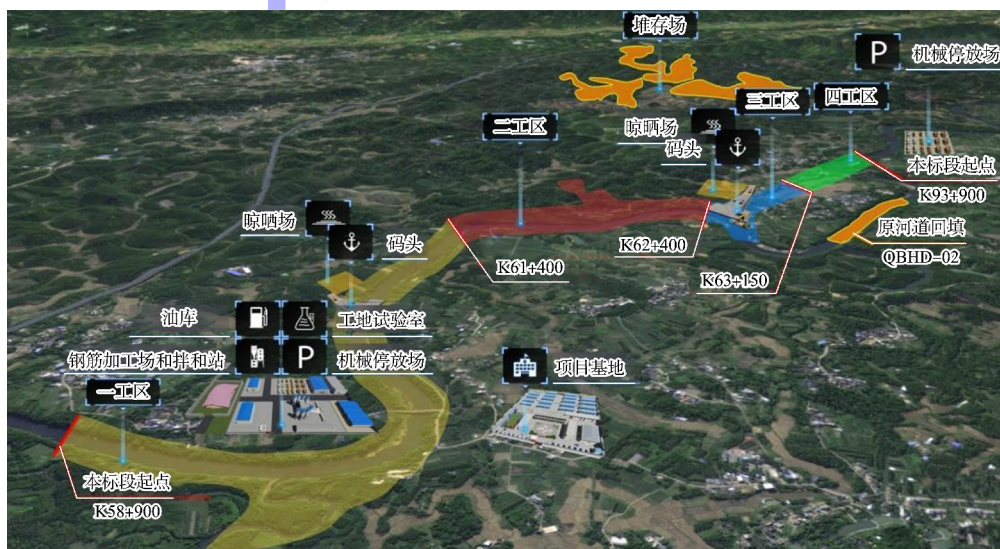 堆存场
P
机械停放场
三工区
四工区
二工区
晾晒场
码头
本标段起点
K93+900
晾晒场
码头
K62+400
原河道回填
QBHD-02
K61+400
K63+150
油库
工地试验室
钢筋加工场和拌和站
P
机械停放场
项目基地
一工区
本标段起点
K58+900